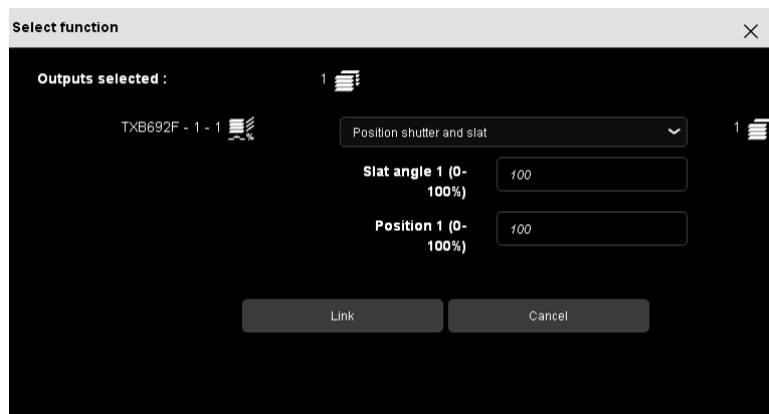 Select function
Outputs selected :
1
TXB692F - 1 - 1
%
Position shutter and slat
1
Slat angle 1 (0-
100%)
100
Position 1 (0-
100%)
100
Link
Cancel